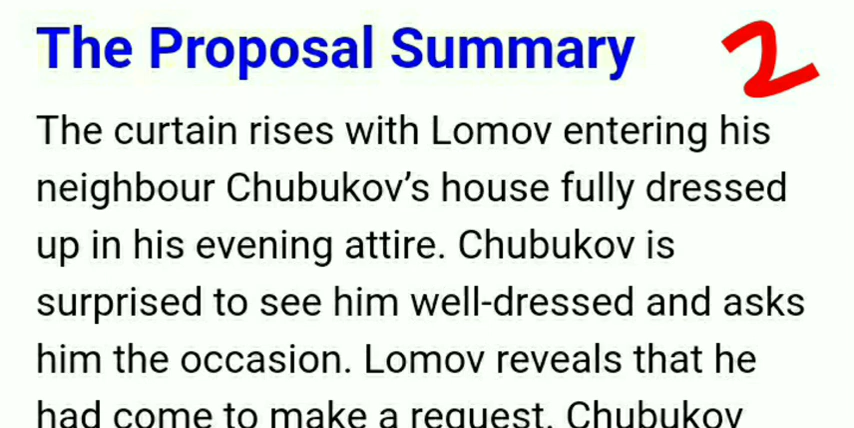 The Proposal Summary 2
The curtain rises with Lomov entering his
neighbour Chubukov’s house fully dressed
up in his evening attire. Chubukov is
surprised to see him well-dressed and asks
him the occasion. Lomov reveals that he
had come to make a request. Chubukov